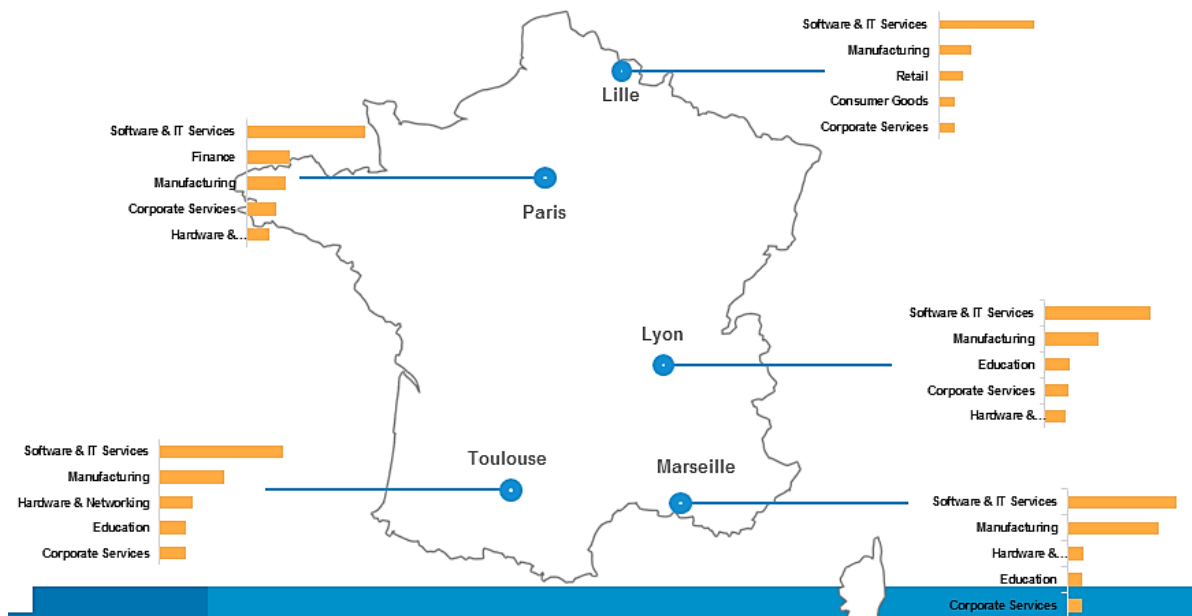 Software & IT Services
Manufacturing
Retail
Consumer Goods
Corporate Services
Lille
Software & IT Services
Finance
Manufacturing
Corporate Services
Hardware &...
Paris
Software & IT Services
Manufacturing
Education
Corporate Services
Hardware &...
Lyon
Software & IT Services
Manufacturing
Hardware & Networking
Education
Corporate Services
Toulouse
Marseille
Software & IT Services
Manufacturing
Hardware &...
Education
Corporate Services